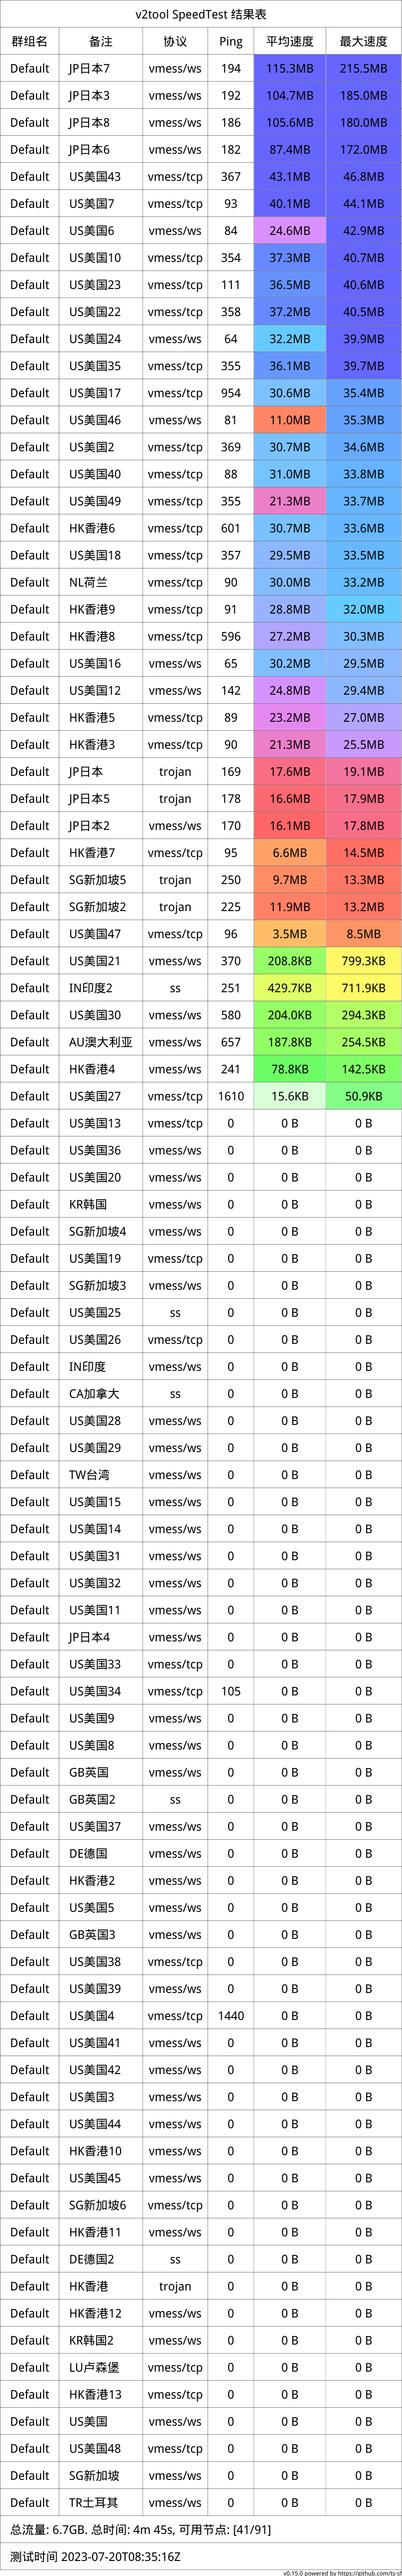 v2tool SpeedTest 结果表
群组名 备注 协议 Ping 平均速度 最大速度
Default JP日本7 vmess/ws 194 115.3MB 215.5MB
Default JP日本3 vmess/ws 192 104.7MB 185.0MB
Default JP日本8 vmess/ws 186 105.6MB 180.0MB
Default JP日本6 vmess/ws 182 87.4MB 172.0MB
Default US美国43 vmess/tcp 367 43.1MB 46.8MB
Default US美国7 vmess/tcp 93 40.1MB 44.1MB
Default US美国6 vmess/ws 84 24.6MB 42.9MB
Default US美国10 vmess/tcp 354 37.3MB 40.7MB
Default US美国23 vmess/tcp 111 36.5MB 40.6MB
Default US美国22 vmess/tcp 358 37.2MB 40.5MB
Default US美国24 vmess/ws 64 32.2MB 39.9MB
Default US美国35 vmess/tcp 355 36.1MB 39.7MB
Default US美国17 vmess/tcp 954 30.6MB 35.4MB
Default US美国46 vmess/ws 81 11.0MB 35.3MB
Default US美国2 vmess/tcp 369 30.7MB 34.6MB
Default US美国40 vmess/tcp 88 31.0MB 33.8MB
Default US美国49 vmess/tcp 355 21.3MB 33.7MB
Default HK香港6 vmess/tcp 601 30.7MB 33.6MB
Default US美国18 vmess/tcp 357 29.5MB 33.5MB
Default NL荷兰 vmess/tcp 90 30.0MB 33.2MB
Default HK香港9 vmess/tcp 91 28.8MB 32.0MB
Default HK香港8 vmess/tcp 596 27.2MB 30.3MB
Default US美国16 vmess/ws 65 30.2MB 29.5MB
Default US美国12 vmess/ws 142 24.8MB 29.4MB
Default HK香港5 vmess/tcp 89 23.2MB 27.0MB
Default HK香港3 vmess/tcp 90 21.3MB 25.5MB
Default JP日本 trojan 169 17.6MB 19.1MB
Default JP日本5 trojan 178 16.6MB 17.9MB
Default JP日本2 vmess/ws 170 16.1MB 17.8MB
Default HK香港7 vmess/tcp 95 6.6MB 14.5MB
Default SG新加坡5 trojan 250 9.7MB 13.3MB
Default SG新加坡2 trojan 225 11.9MB 13.2MB
Default US美国47 vmess/tcp 96 3.5MB 8.5MB
Default US美国21 vmess/ws 370 208.8KB 799.3KB
Default IN印度2 ss 251 429.7KB 711.9KB
Default US美国30 vmess/ws 580 204.0KB 294.3KB
Default AU澳大利亚 vmess/ws 657 187.8KB 254.5KB
Default HK香港4 vmess/ws 241 78.8KB 142.5KB
Default US美国27 vmess/tcp 1610 15.6KB 50.9KB
Default US美国13 vmess/tcp 0 0 B 0 B
Default US美国36 vmess/ws 0 0 B 0 B
Default US美国20 vmess/ws 0 0 B 0 B
Default KR韩国 vmess/ws 0 0 B 0 B
Default SG新加坡4 vmess/ws 0 0 B 0 B
Default US美国19 vmess/tcp 0 0 B 0 B
Default SG新加坡3 vmess/ws 0 0 B 0 B
Default US美国25 ss 0 0 B 0 B
Default US美国26 vmess/tcp 0 0 B 0 B
Default IN印度 vmess/ws 0 0 B 0 B
Default CA加拿大 ss 0 0 B 0 B
Default US美国28 vmess/ws 0 0 B 0 B
Default US美国29 vmess/ws 0 0 B 0 B
Default TW台湾 vmess/ws 0 0 B 0 B
Default US美国15 vmess/ws 0 0 B 0 B
Default US美国14 vmess/ws 0 0 B 0 B
Default US美国31 vmess/ws 0 0 B 0 B
Default US美国32 vmess/ws 0 0 B 0 B
Default US美国11 vmess/ws 0 0 B 0 B
Default JP日本4 vmess/ws 0 0 B 0 B
Default US美国33 vmess/tcp 0 0 B 0 B
Default US美国34 vmess/tcp 105 0 B 0 B
Default US美国9 vmess/ws 0 0 B 0 B
Default US美国8 vmess/ws 0 0 B 0 B
Default GB英国 vmess/ws 0 0 B 0 B
Default GB英国2 ss 0 0 B 0 B
Default US美国37 vmess/ws 0 0 B 0 B
Default DE德国 vmess/ws 0 0 B 0 B
Default HK香港2 vmess/ws 0 0 B 0 B
Default US美国5 vmess/ws 0 0 B 0 B
Default GB英国3 vmess/ws 0 0 B 0 B
Default US美国38 vmess/tcp 0 0 B 0 B
Default US美国39 vmess/ws 0 0 B 0 B
Default US美国4 vmess/tcp 1440 0 B 0 B
Default US美国41 vmess/ws 0 0 B 0 B
Default US美国42 vmess/ws 0 0 B 0 B
Default US美国3 vmess/ws 0 0 B 0 B
Default US美国44 vmess/ws 0 0 B 0 B
Default HK香港10 vmess/ws 0 0 B 0 B
Default US美国45 vmess/ws 0 0 B 0 B
Default SG新加坡6 vmess/tcp 0 0 B 0 B
Default HK香港11 vmess/ws 0 0 B 0 B
Default DE德国2 ss 0 0 B 0 B
Default HK香港 trojan 0 0 B 0 B
Default HK香港12 vmess/ws 0 0 B 0 B
Default KR韩国2 vmess/ws 0 0 B 0 B
Default LU卢森堡 vmess/tcp 0 0 B 0 B
Default HK香港13 vmess/tcp 0 0 B 0 B
Default US美国 vmess/ws 0 0 B 0 B
Default US美国48 vmess/tcp 0 0 B 0 B
Default SG新加坡 vmess/ws 0 0 B 0 B
Default TR土耳其 vmess/ws 0 0 B 0 B
总流量: 6.7GB. 总时间: 4m 45s, 可用节点: [41/91]
测试时间 2023-07-20T08:35:16Z
v0.15.0 powered by https://github.com/ts-sf